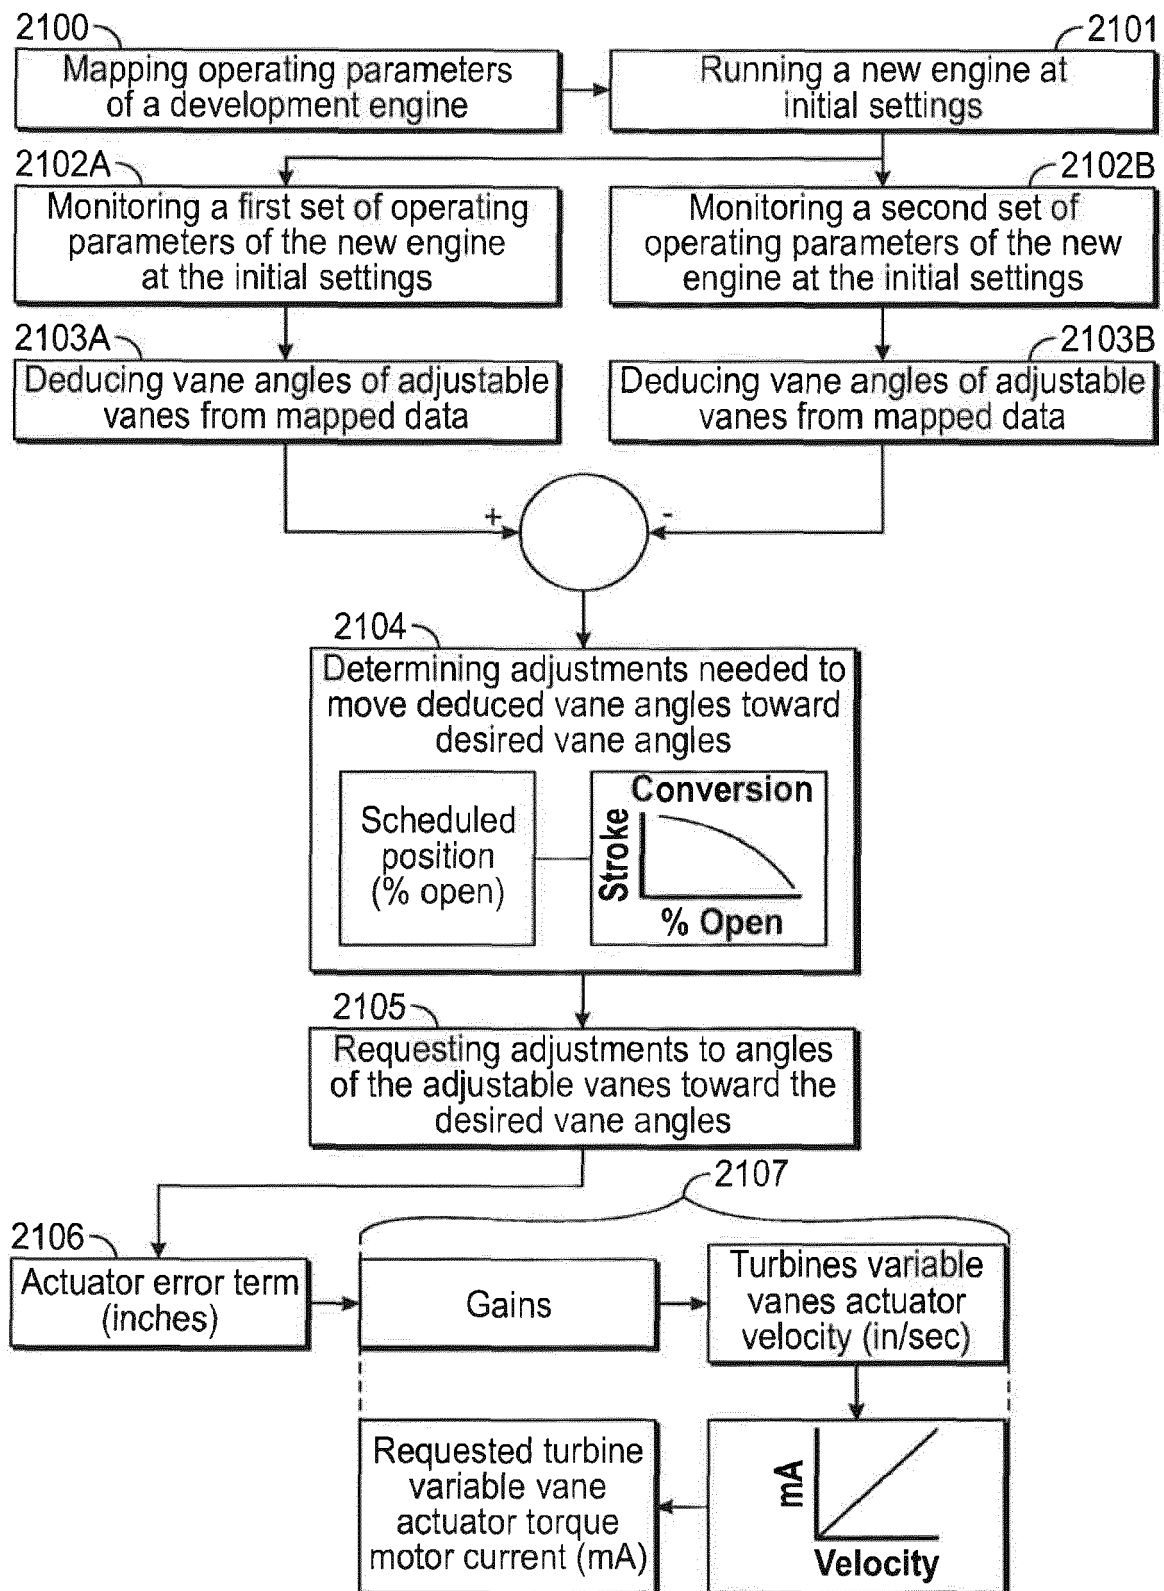 2100
2101
Mapping operating parameters
of a development engine
Running a new engine at
initial settings
2102A
2102B
Monitoring a first set of operating
parameters of the new engine
at the initial settings
Monitoring a second set of
operating parameters of the new
engine at the initial settings
2103A
2103B
Deducing vane angles of adjustable
vanes from mapped data
Deducing vane angles of adjustable
vanes from mapped data
+
-
2104
Determining adjustments needed to
move deduced vane angles toward
desired vane angles
Scheduled
position
(% open)
Conversion
Stroke
% Open
2105
Requesting adjustments to angles
of the adjustable vanes toward the
desired vane angles
2107
2106
Actuator error term
(inches)
Gains
Turbines variable
vanes actuator
velocity (in/sec)
Requested turbine
variable vane
actuator torque
motor current (mA)
mA
Velocity